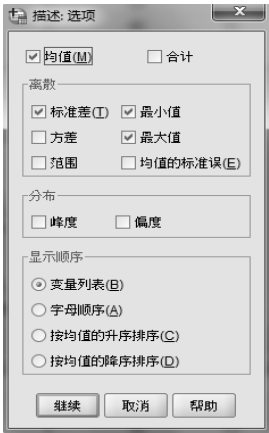 描述: 选项
均值(M) 合计
离散
标准差(T) 最小值
方差 最大值
范围 均值的标准误(E)
分布
峰度 偏度
显示顺序
变量列表(B)
字母顺序(A)
按均值的升序排序(C)
按均值的降序排序(D)
继续 取消 帮助